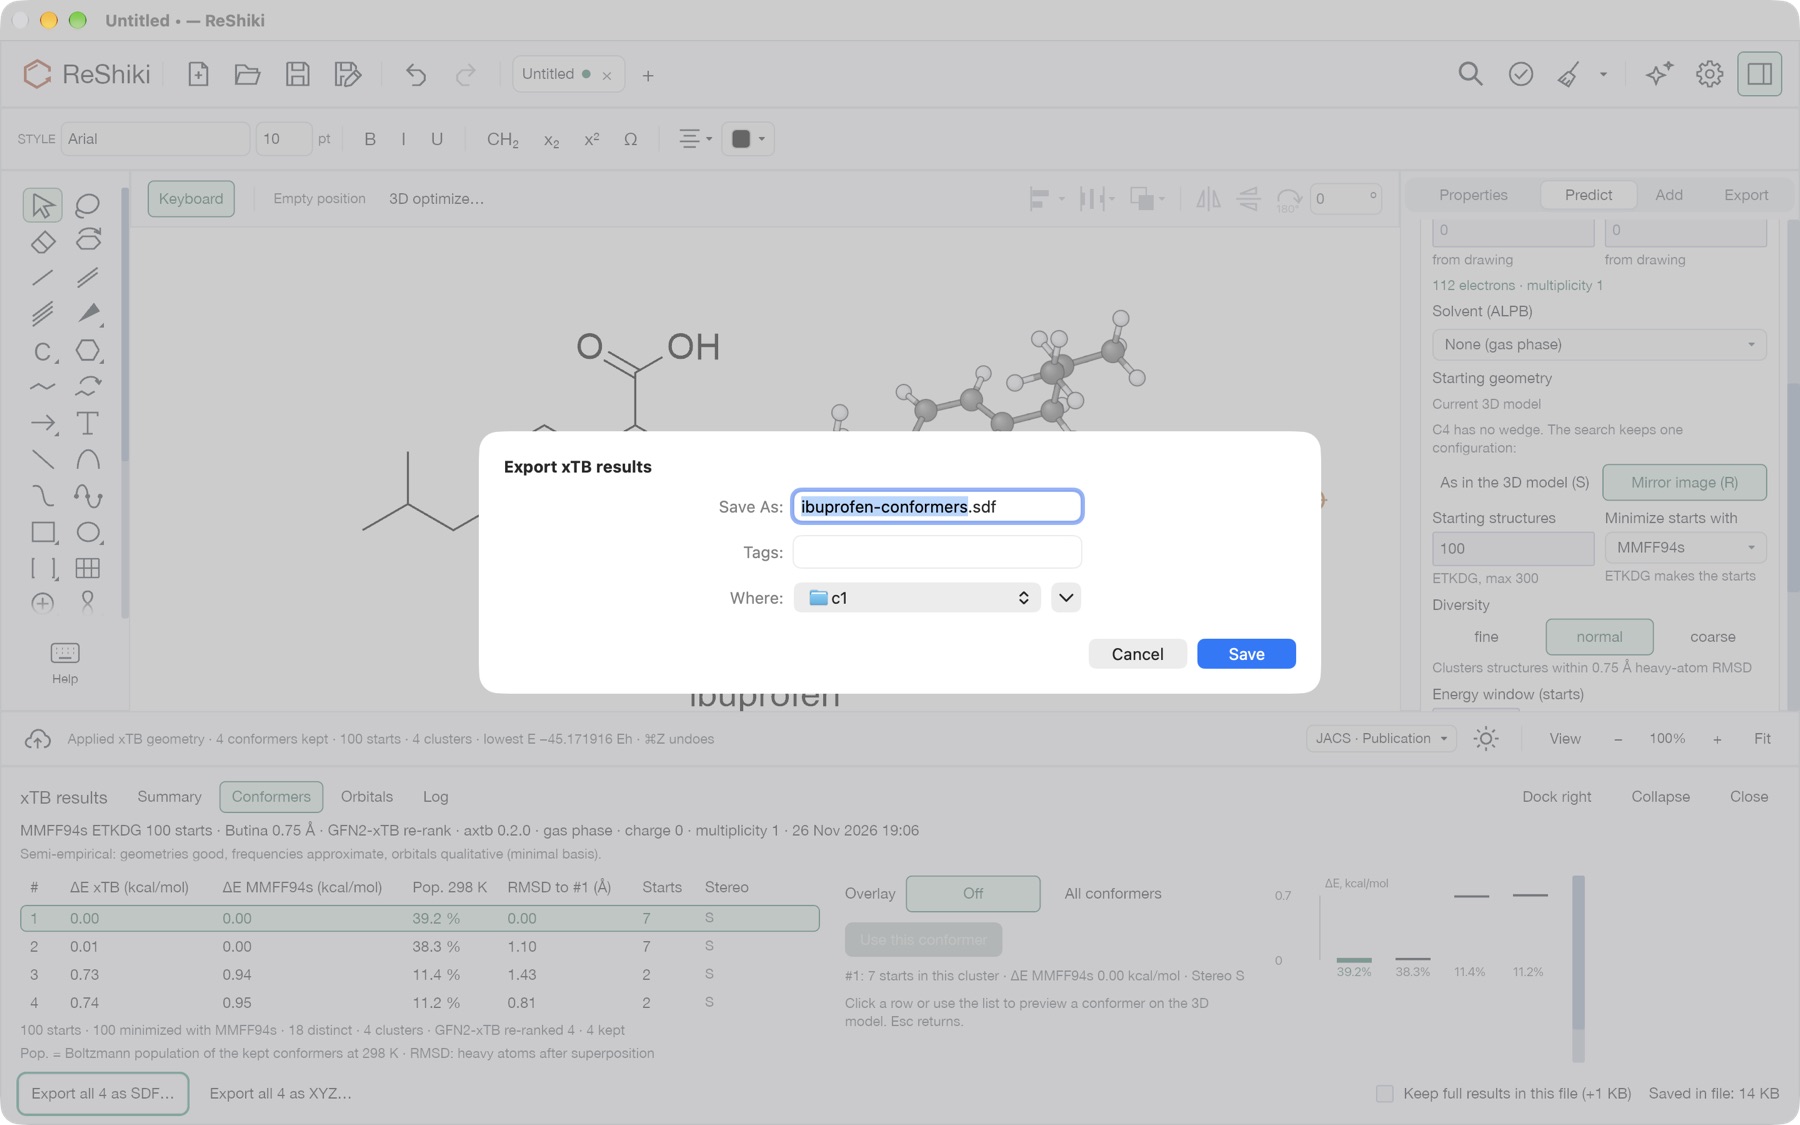 Untitled • — ReShiki
ReShiki
Untitled
STYLE
Arial
10
pt
B
I
U
CH₂
x₂
x²
Ω
Keyboard
Empty position
3D optimize...
180°
0
°
Properties
Predict
Add
Export
0
0
from drawing
from drawing
112 electrons · multiplicity 1
Solvent (ALPB)
None (gas phase)
Starting geometry
Current 3D model
C4 has no wedge. The search keeps one
configuration:
As in the 3D model (S)
Mirror image (R)
Starting structures
Minimize starts with
100
MMFF94s
ETKDG, max 300
ETKDG makes the starts
Diversity
fine
normal
coarse
Clusters structures within 0.75 Å heavy-atom RMSD
Energy window (starts)
C
T
Help
O
OH
ibuprofen
Export xTB results
Save As:
ibuprofen-conformers.sdf
Tags:
Where:
c1
Cancel
Save
Applied xTB geometry · 4 conformers kept · 100 starts · 4 clusters · lowest E −45.171916 Eh · ⌘Z undoes
JACS · Publication
View
−
100%
+
Fit
xTB results
Summary
Conformers
Orbitals
Log
Dock right
Collapse
Close
MMFF94s ETKDG 100 starts · Butina 0.75 Å · GFN2-xTB re-rank · axtb 0.2.0 · gas phase · charge 0 · multiplicity 1 · 26 Nov 2026 19:06
Semi-empirical: geometries good, frequencies approximate, orbitals qualitative (minimal basis).
# ΔE xTB (kcal/mol) ΔE MMFF94s (kcal/mol) Pop. 298 K RMSD to #1 (Å) Starts Stereo
1 0.00 0.00 39.2 % 0.00 7 S
2 0.01 0.00 38.3 % 1.10 7 S
3 0.73 0.94 11.4 % 1.43 2 S
4 0.74 0.95 11.2 % 0.81 2 S
100 starts · 100 minimized with MMFF94s · 18 distinct · 4 clusters · GFN2-xTB re-ranked 4 · 4 kept
Pop. = Boltzmann population of the kept conformers at 298 K · RMSD: heavy atoms after superposition
Overlay
Off
All conformers
Use this conformer
#1: 7 starts in this cluster · ΔE MMFF94s 0.00 kcal/mol · Stereo S
Click a row or use the list to preview a conformer on the 3D
model. Esc returns.
ΔE, kcal/mol
0.7
0
39.2%
38.3%
11.4%
11.2%
Export all 4 as SDF...
Export all 4 as XYZ...
Keep full results in this file (+1 KB)
Saved in file: 14 KB